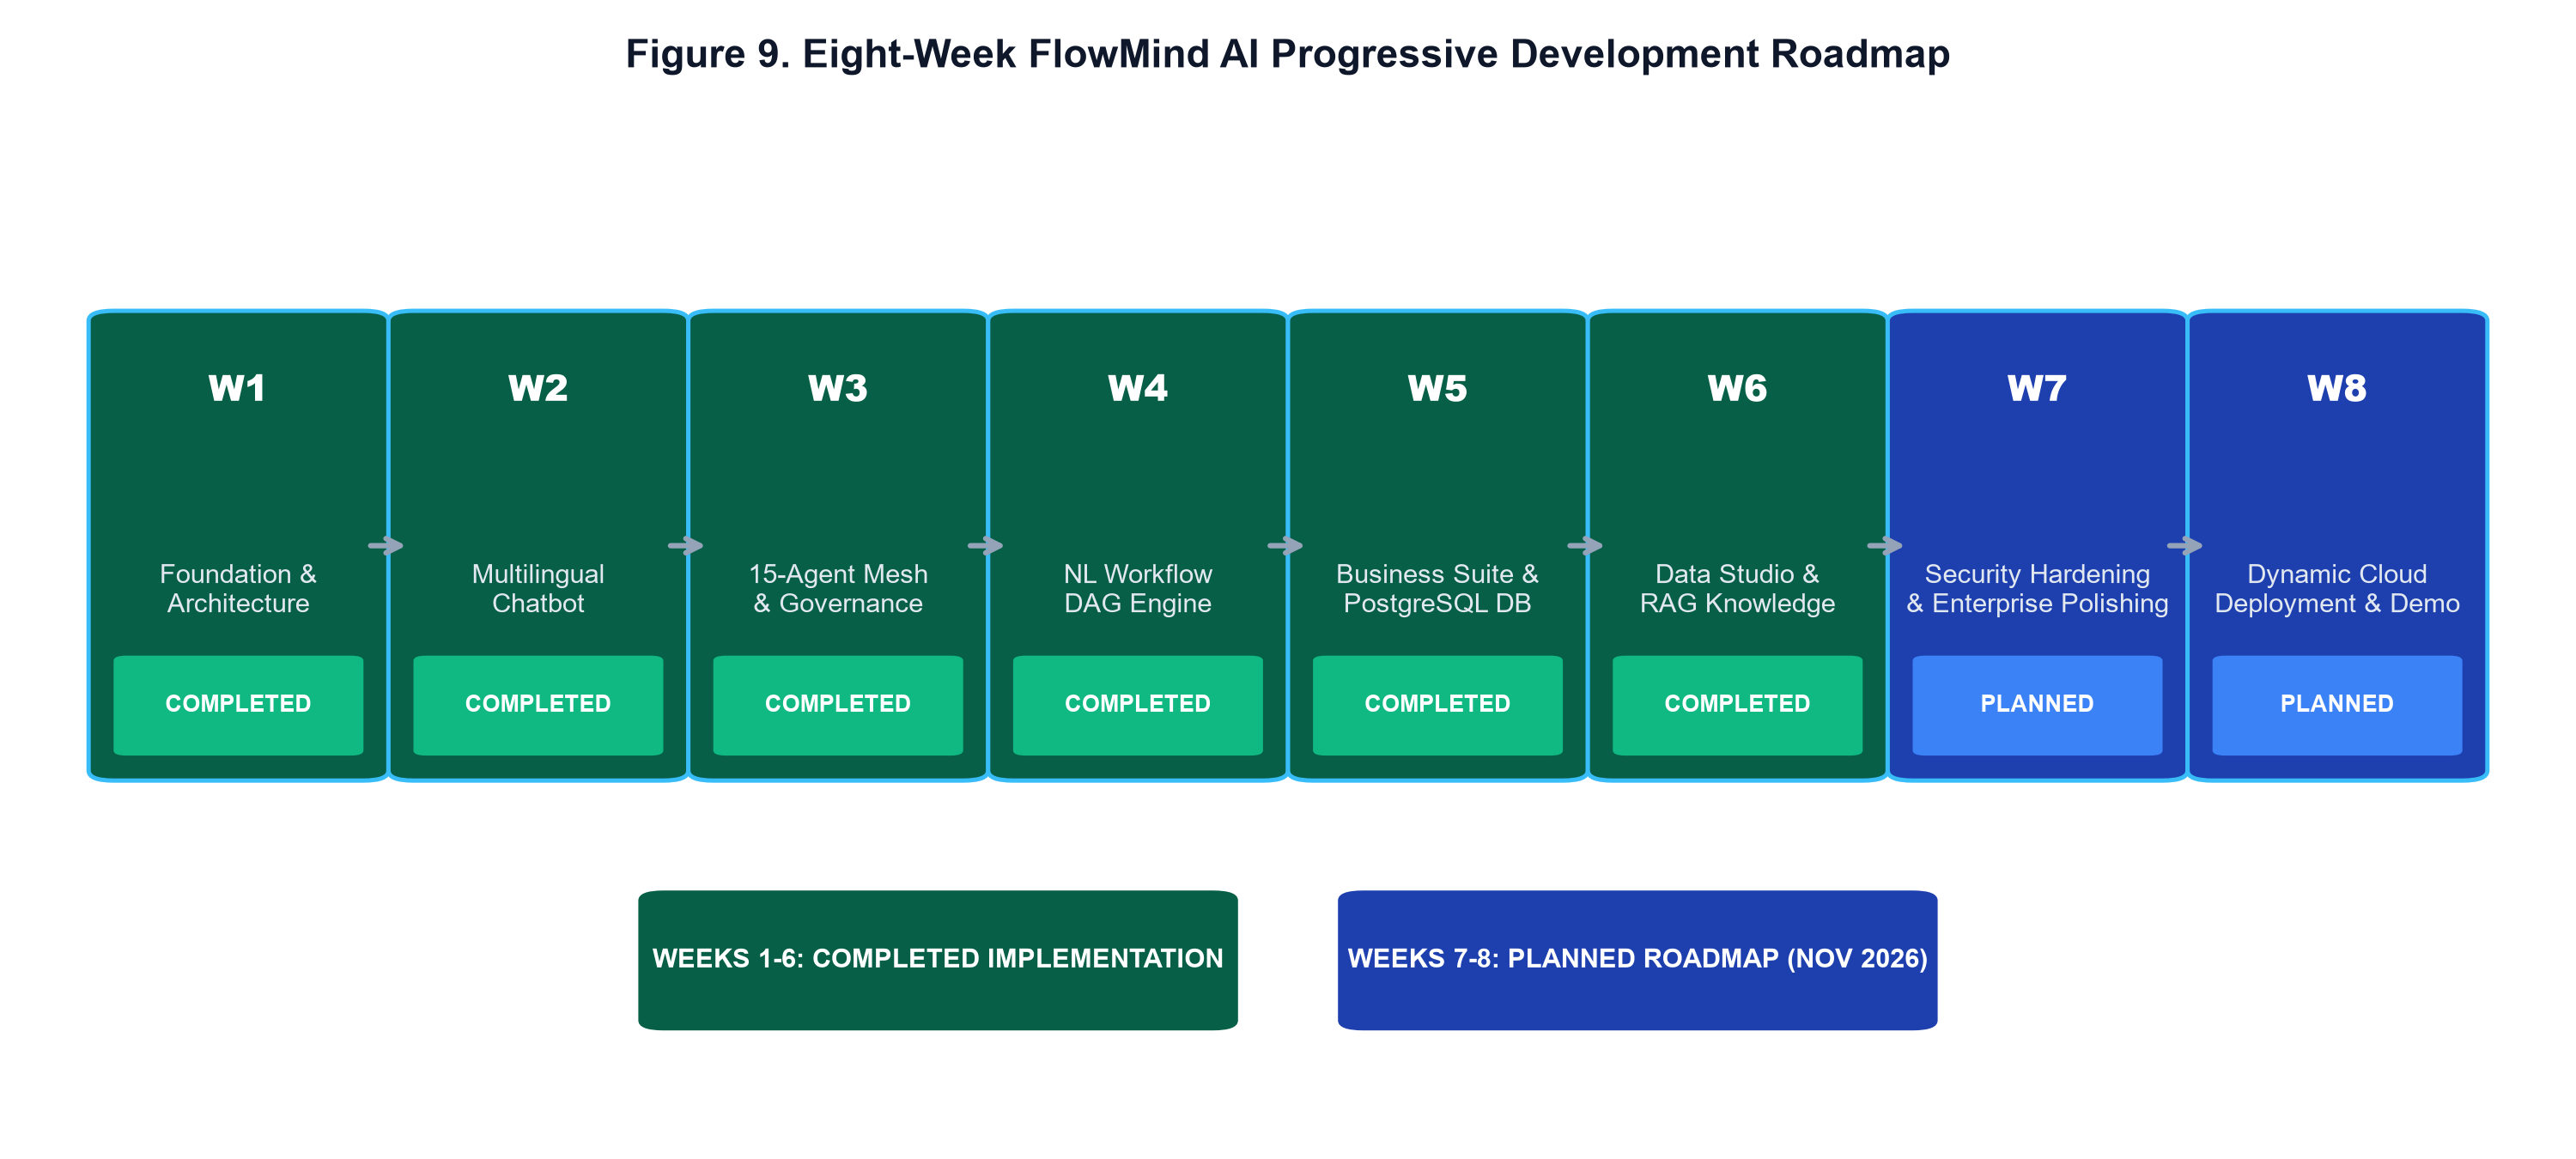 Figure 9. Eight-Week FlowMind AI Progressive Development Roadmap
W1
Foundation &
Architecture
COMPLETED
W2
Multilingual
Chatbot
COMPLETED
W3
15-Agent Mesh
& Governance
COMPLETED
W4
NL Workflow
DAG Engine
COMPLETED
W5
Business Suite &
PostgreSQL DB
COMPLETED
W6
Data Studio &
RAG Knowledge
COMPLETED
W7
Security Hardening
& Enterprise Polishing
PLANNED
W8
Dynamic Cloud
Deployment & Demo
PLANNED
WEEKS 1-6: COMPLETED IMPLEMENTATION
WEEKS 7-8: PLANNED ROADMAP (NOV 2026)